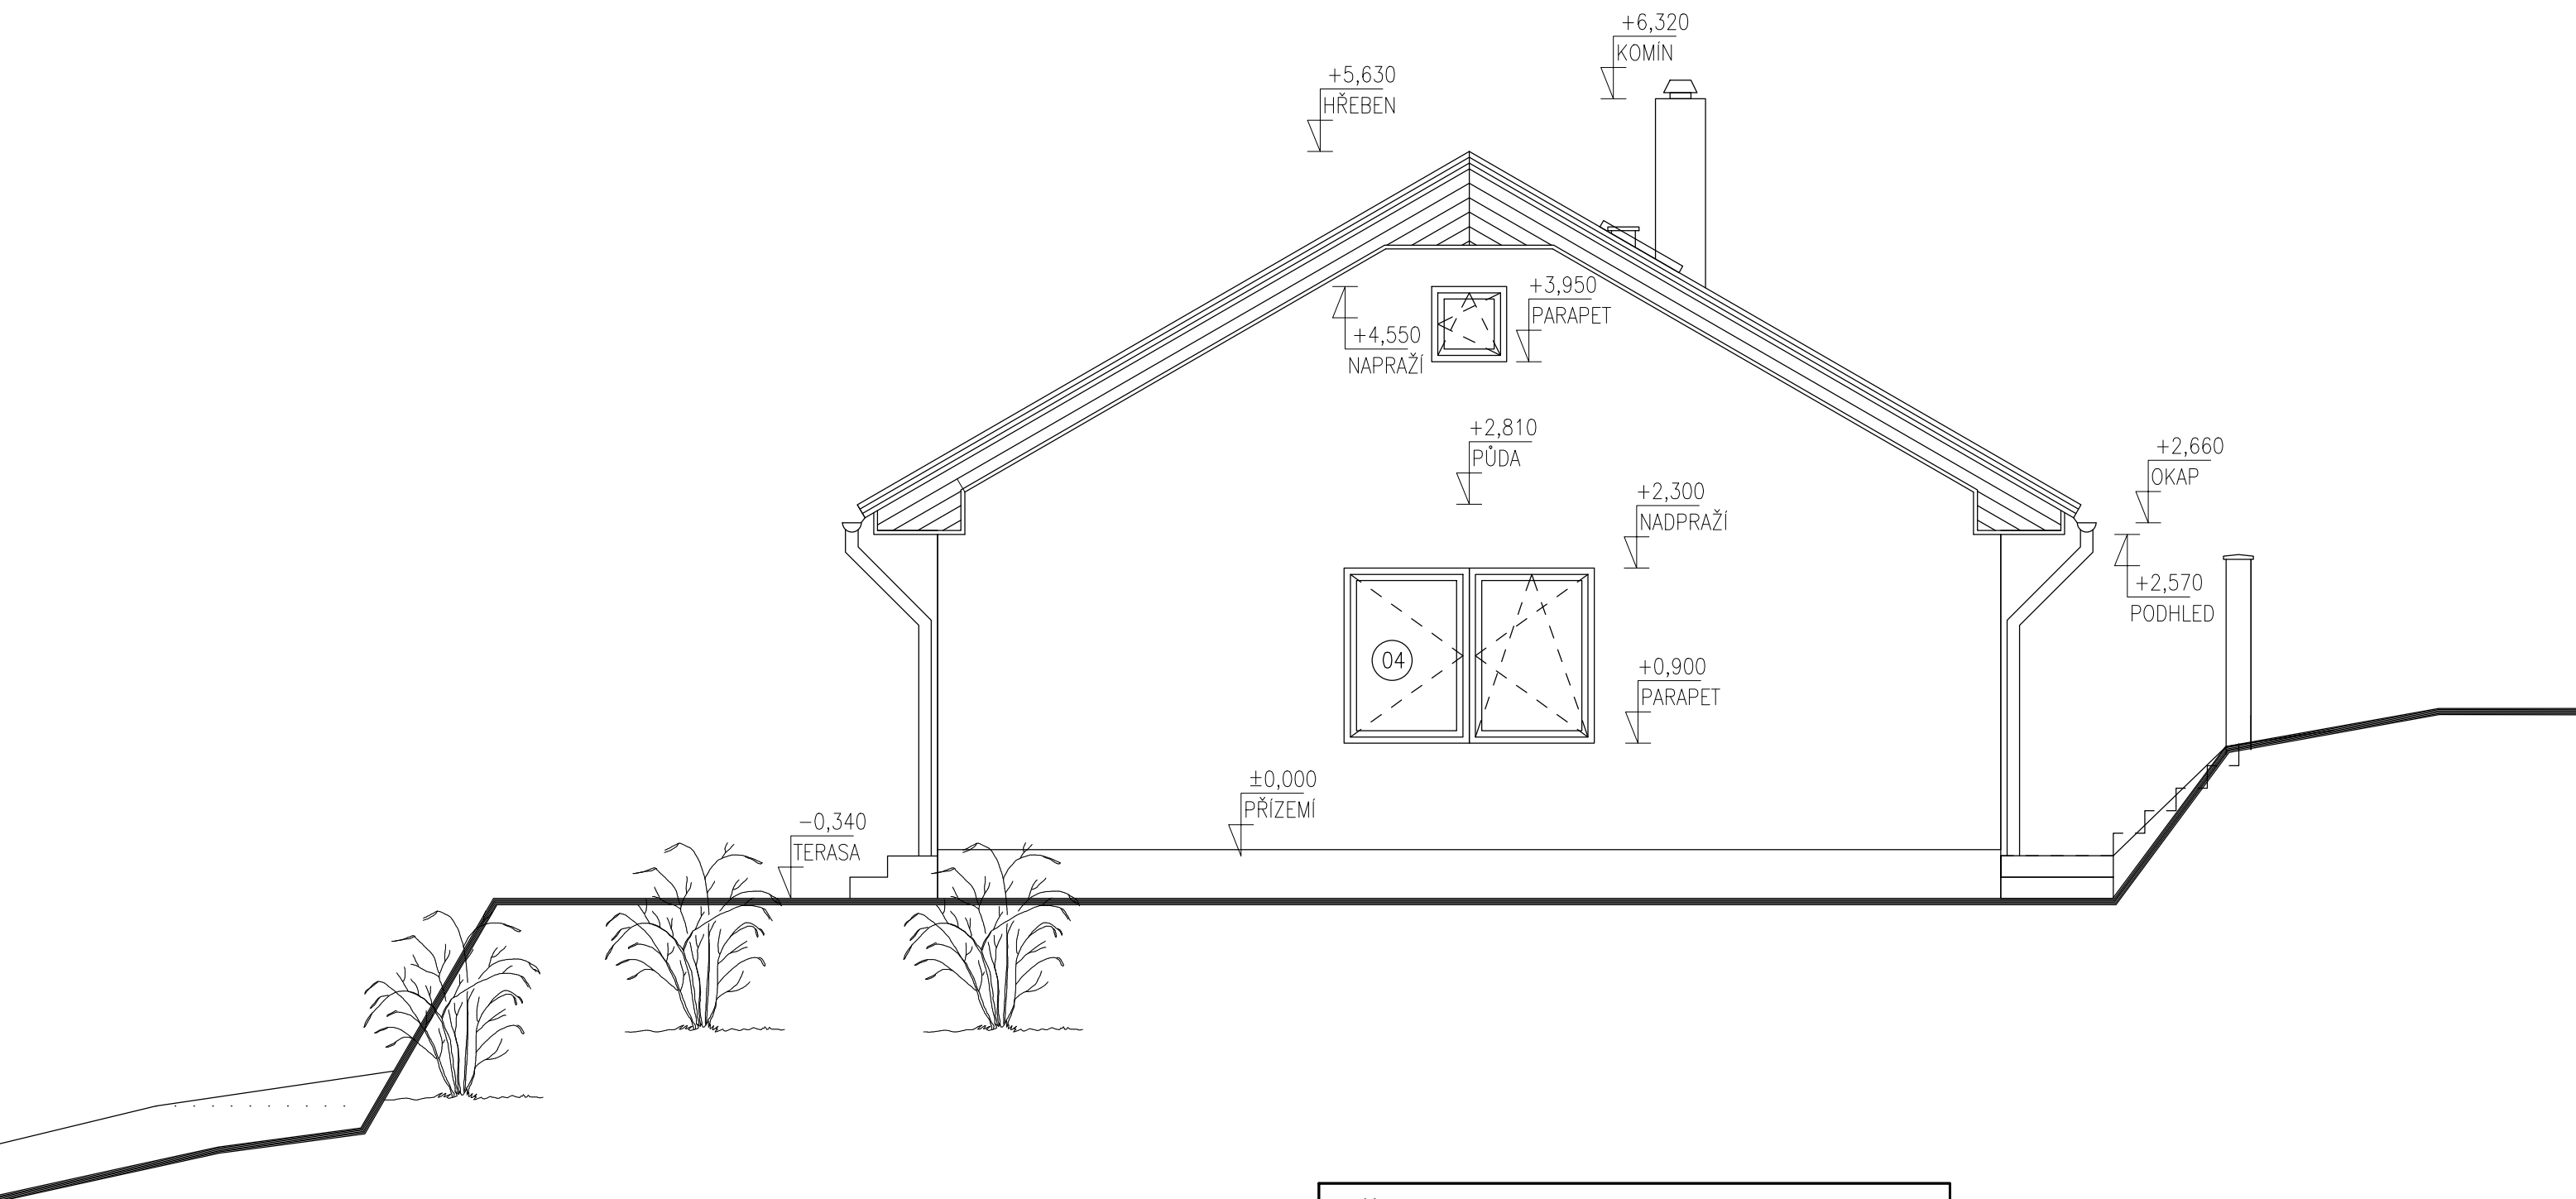 +6,320
KOMÍN
+5,630
HŘEBEN
+3,950
PARAPET
+4,550
NAPRAŽÍ
+2,810
PŮDA
+2,660
OKAP
+2,300
NADPRAŽÍ
+2,570
PODHLED
04
+0,900
PARAPET
±0,000
PŘÍZEMÍ
-0,340
TERASA